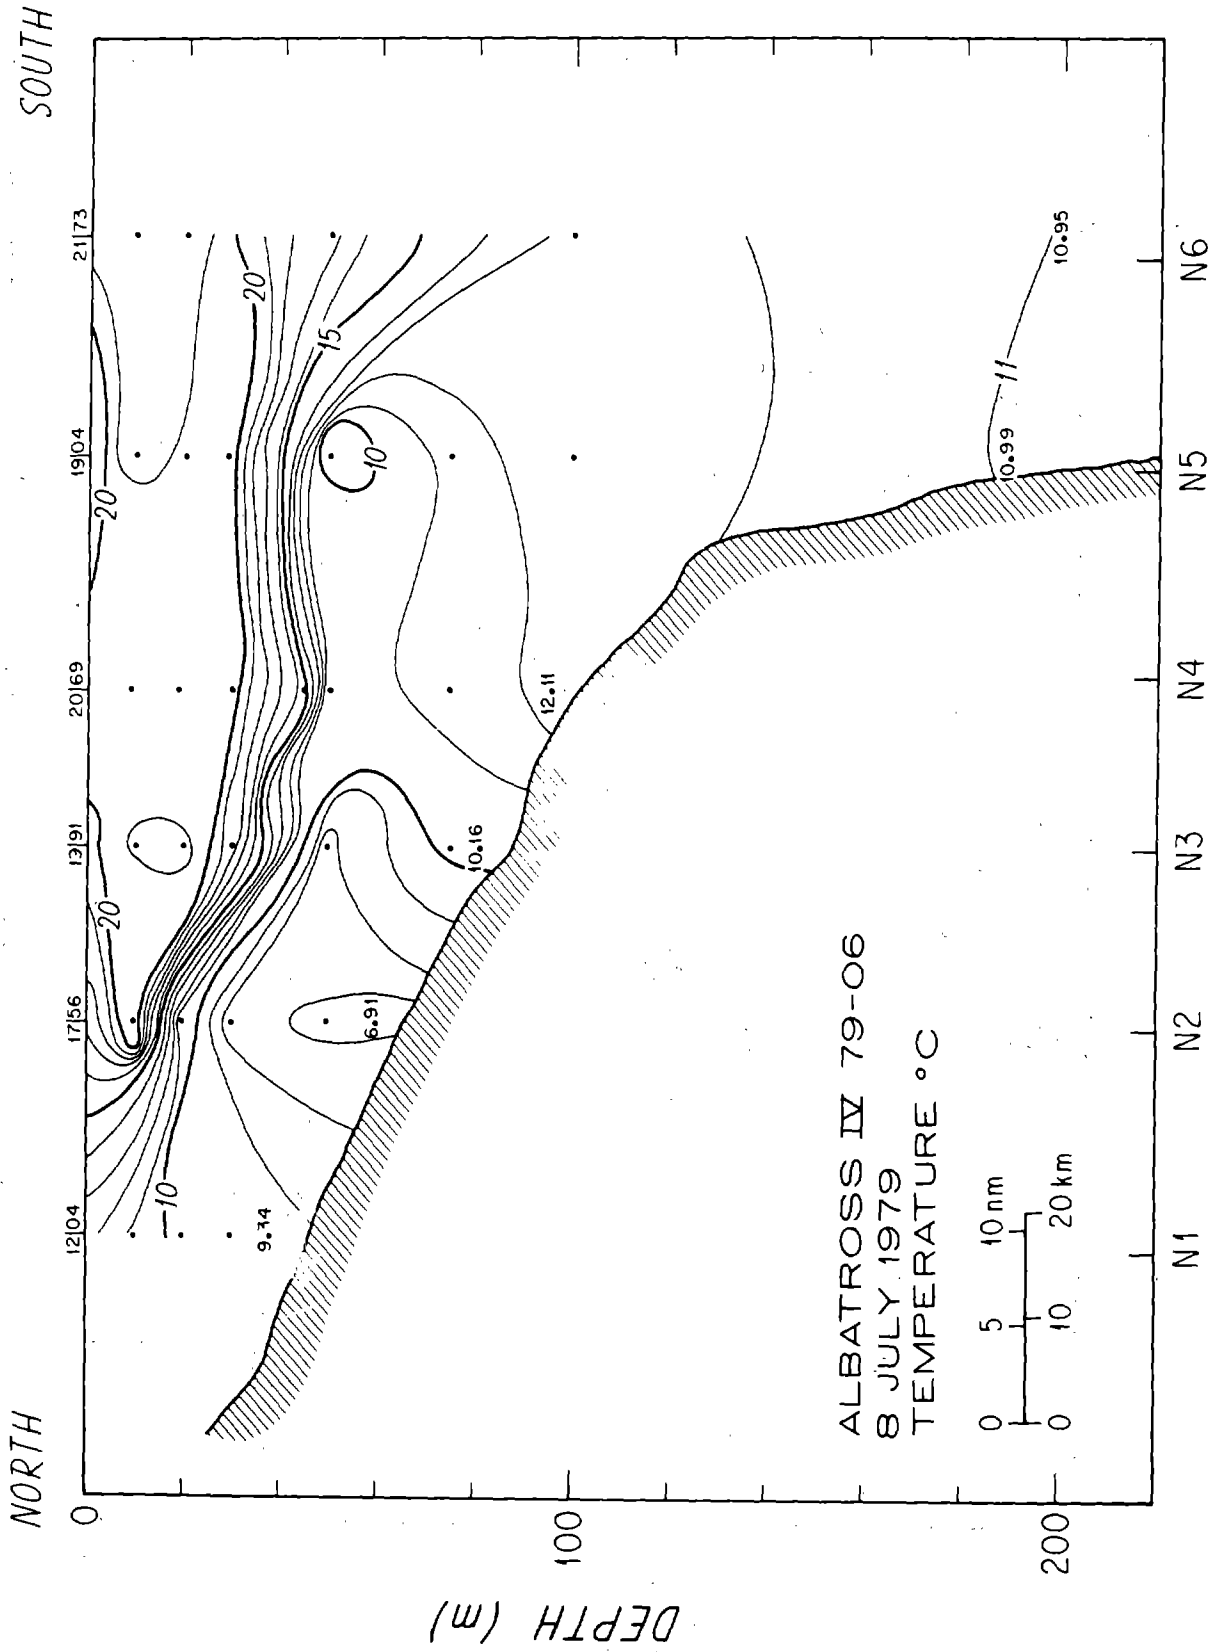 NORTH SOUTH
12|04 17|56 13|91 20|69 19|04 21|73
0
20 20 20
10 15
10
9.34 6.91 10.16 12.11
100
11
10.99 10.95
200
DEPTH (m)
ALBATROSS IV 79-06
8 JULY 1979
TEMPERATURE °C
0 5 10 nm
0 10 20 km
N1 N2 N3 N4 N5 N6